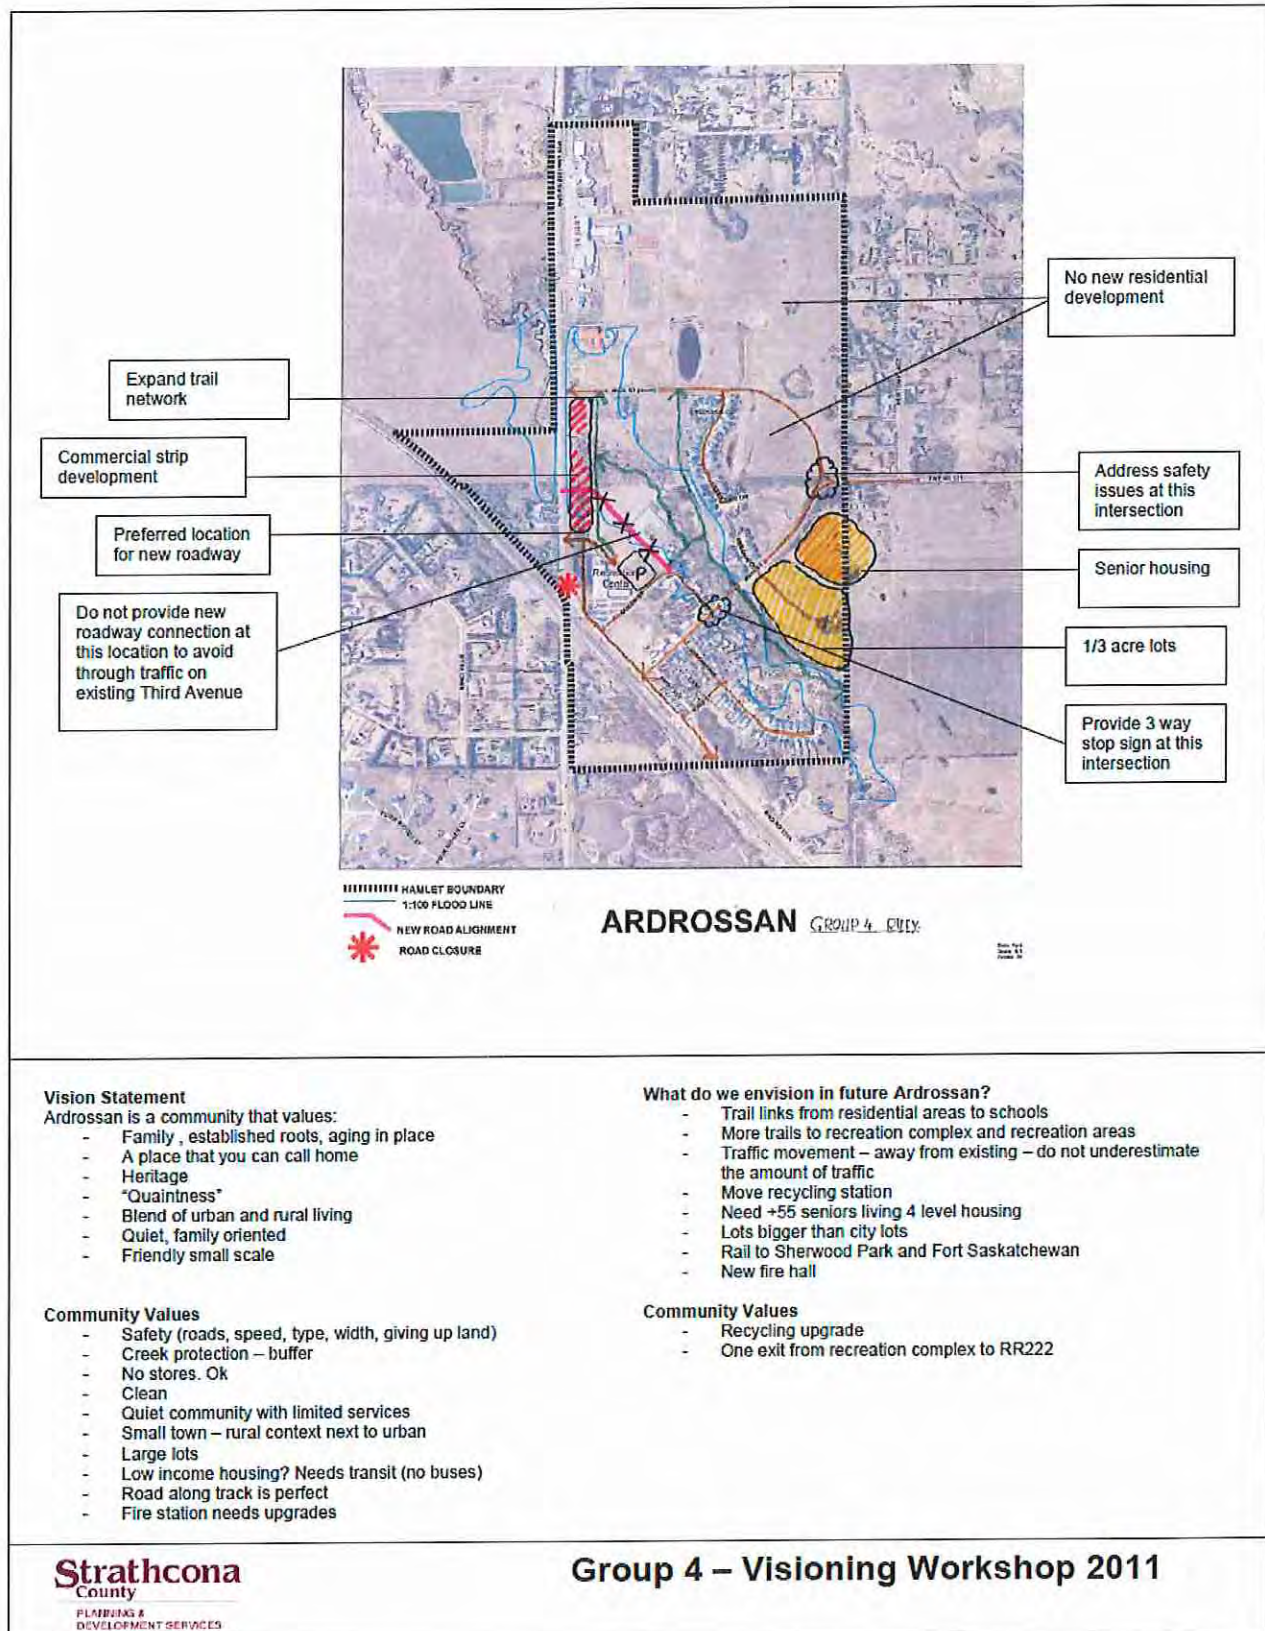 No new residential
development
Expand trail
network
Commercial strip
development
Address safety
issues at this
intersection
Preferred location
for new roadway
Senior housing
Do not provide new
roadway connection at
this location to avoid
through traffic on
existing Third Avenue
1/3 acre lots
Provide 3 way
stop sign at this
intersection
Recreation
Centre
P
HAMLET BOUNDARY
1:100 FLOOD LINE
NEW ROAD ALIGNMENT
ROAD CLOSURE
ARDROSSAN GROUP 4
Vision Statement
Ardrossan is a community that values:
- Family , established roots, aging in place
- A place that you can call home
- Heritage
- "Quaintness"
- Blend of urban and rural living
- Quiet, family oriented
- Friendly small scale
Community Values
- Safety (roads, speed, type, width, giving up land)
- Creek protection – buffer
- No stores. Ok
- Clean
- Quiet community with limited services
- Small town – rural context next to urban
- Large lots
- Low income housing? Needs transit (no buses)
- Road along track is perfect
- Fire station needs upgrades
What do we envision in future Ardrossan?
- Trail links from residential areas to schools
- More trails to recreation complex and recreation areas
- Traffic movement – away from existing – do not underestimate
the amount of traffic
- Move recycling station
- Need +55 seniors living 4 level housing
- Lots bigger than city lots
- Rail to Sherwood Park and Fort Saskatchewan
- New fire hall
Community Values
- Recycling upgrade
- One exit from recreation complex to RR222
Strathcona
County
PLANNING &
DEVELOPMENT SERVICES
Group 4 – Visioning Workshop 2011